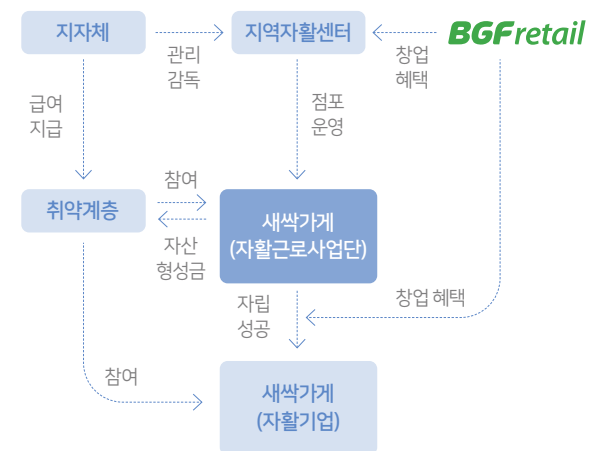 지자체
관리
감독
지역자활센터
창업
혜택
BGFretail
급여
지급
점포
운영
취약계층
참여
자산
형성금
새싹가게
(자활근로사업단)
자립
성공
창업 혜택
참여
새싹가게
(자활기업)